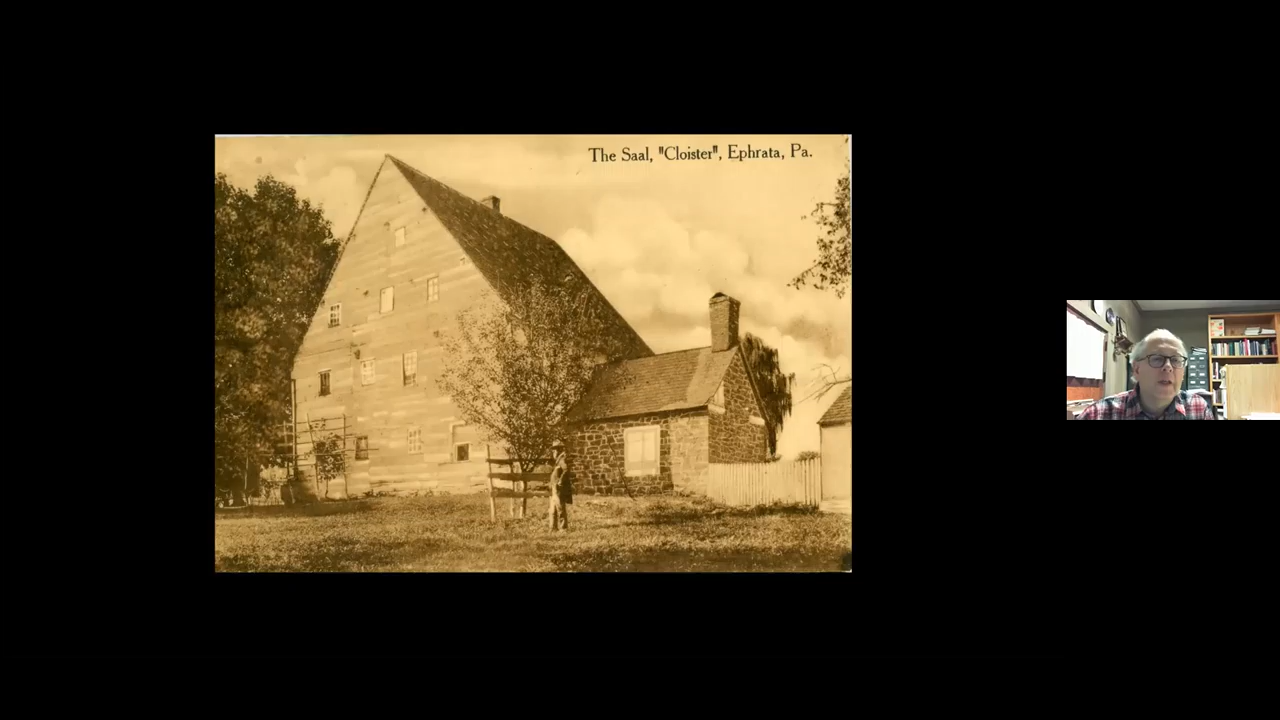 The Saal, "Cloister", Ephrata, Pa.